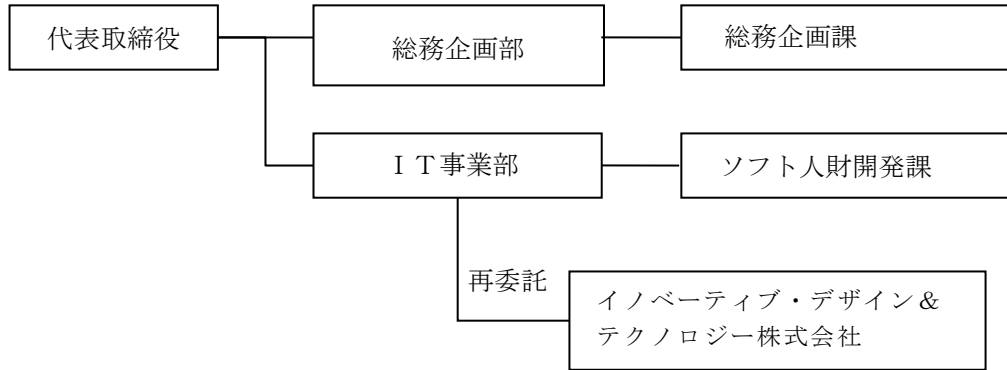 代表取締役
総務企画部
総務企画課
ＩＴ事業部
ソフト人財開発課
再委託
イノベーティブ・デザイン＆
テクノロジー株式会社